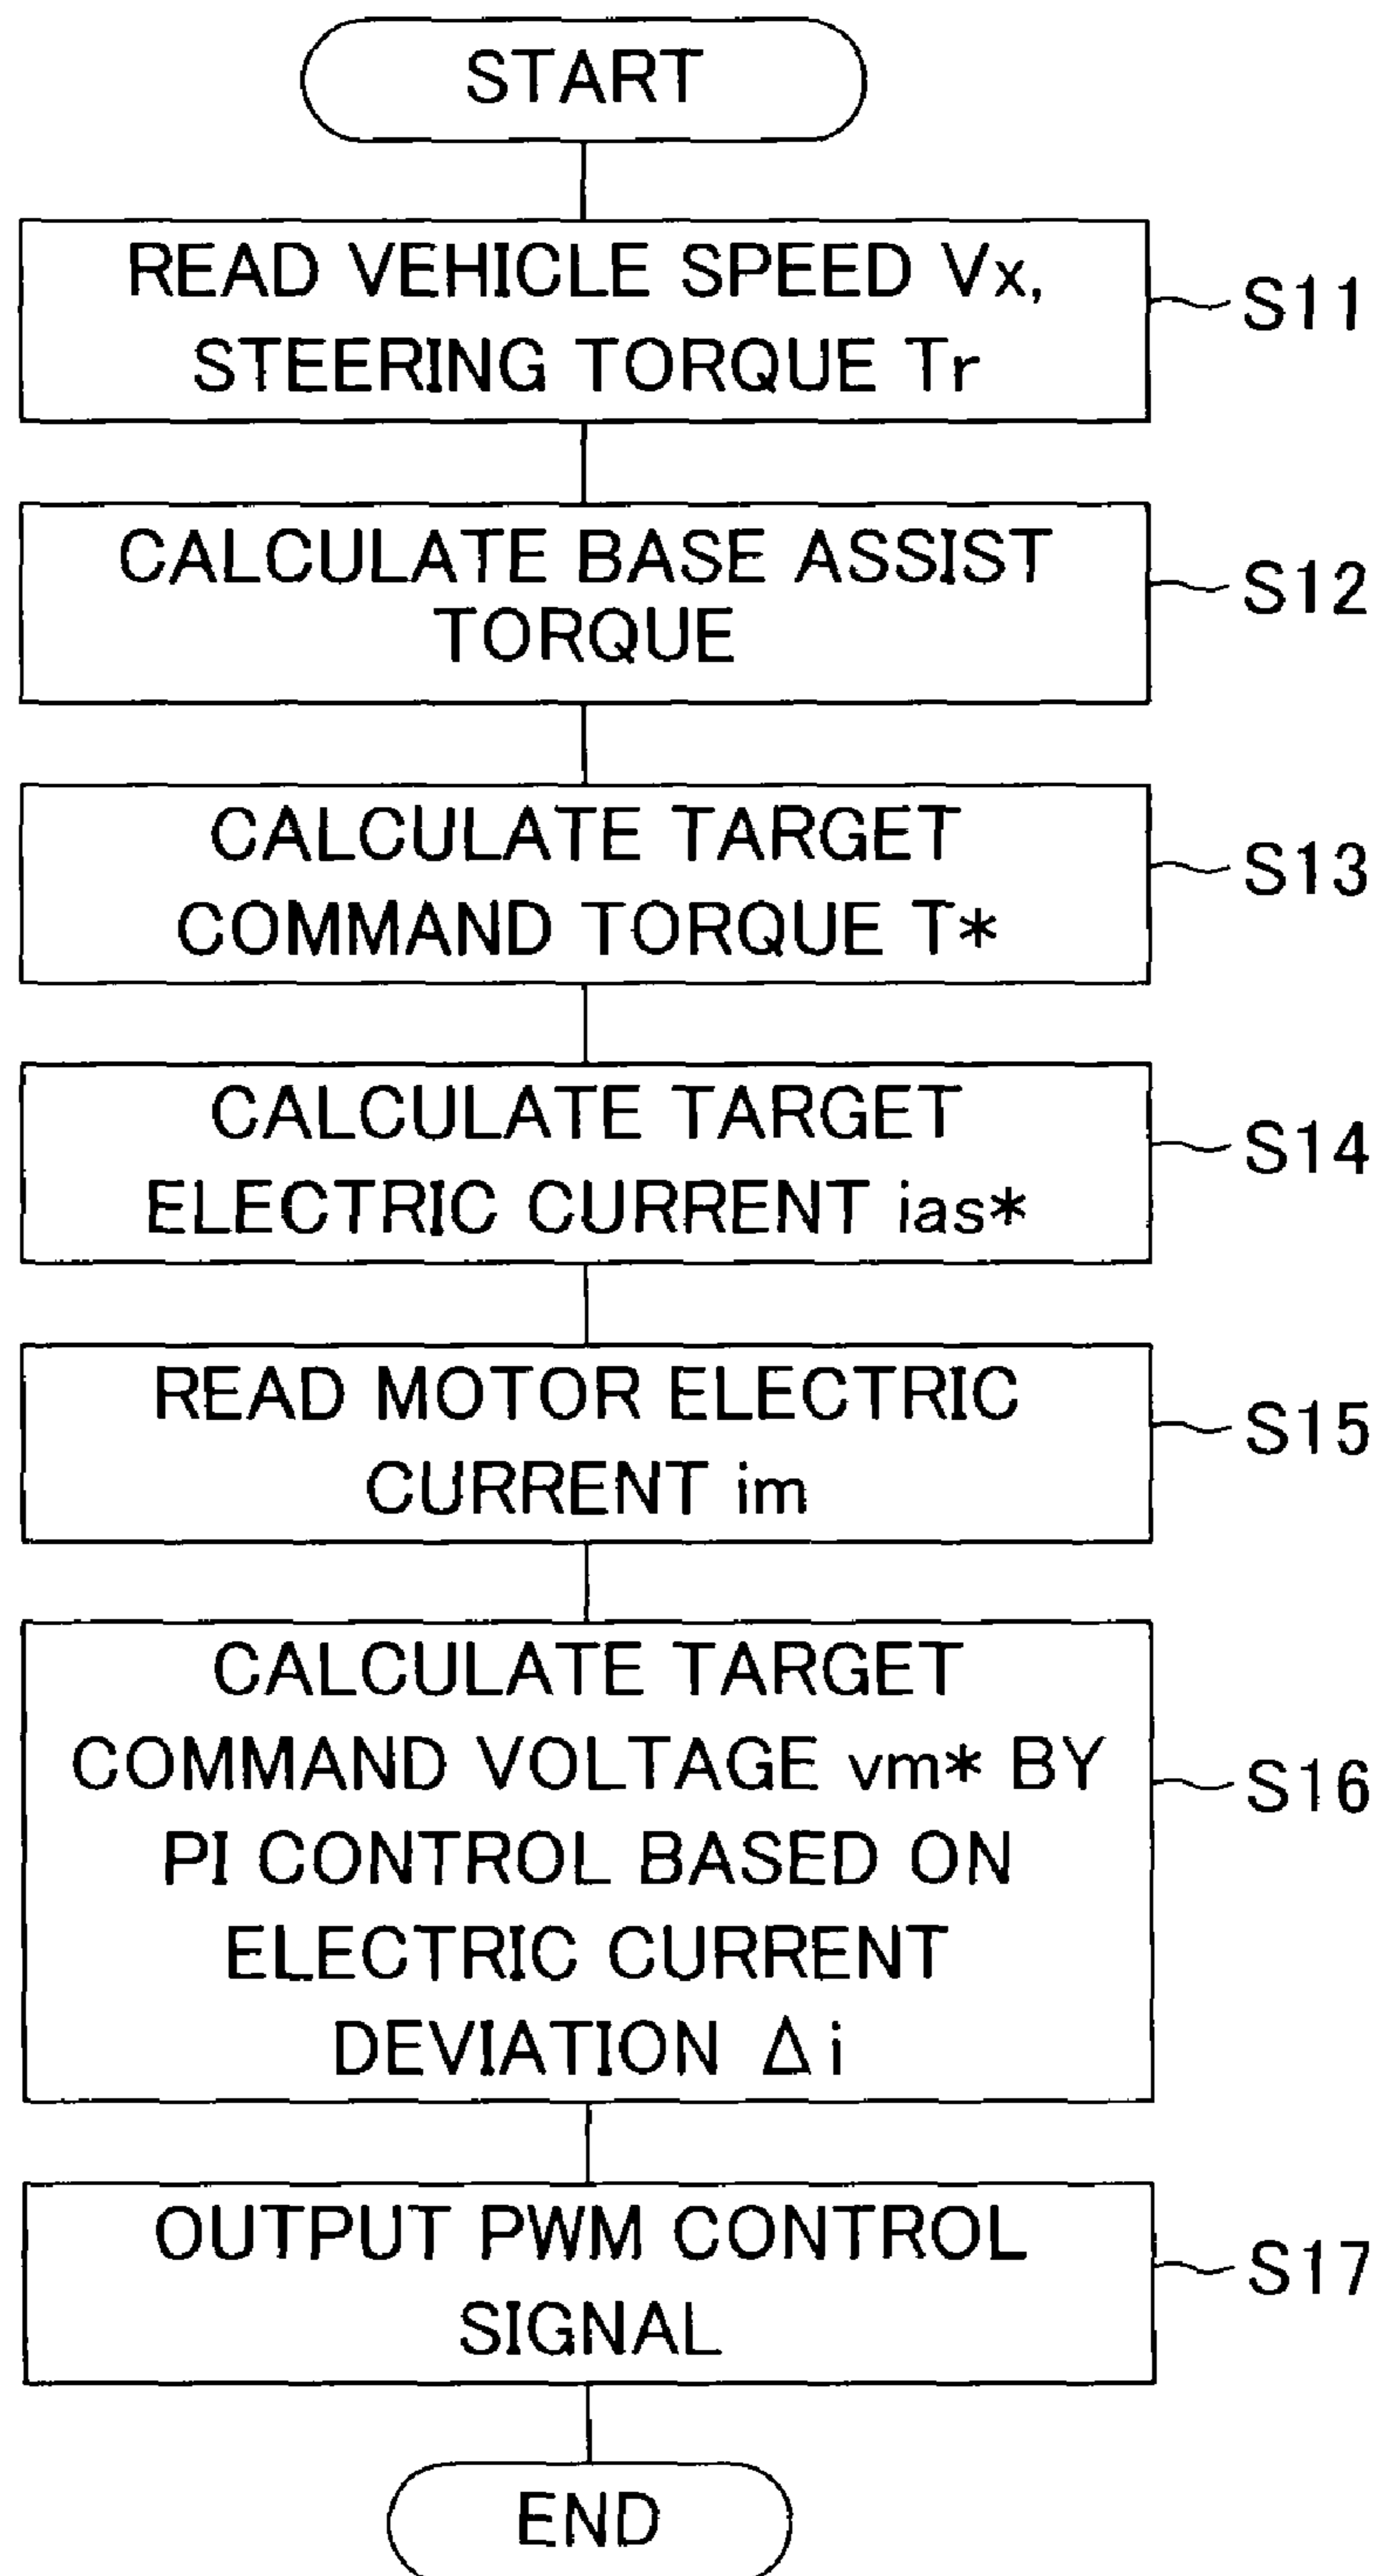 START
READ VEHICLE SPEED Vx,
STEERING TORQUE Tr
S11
CALCULATE BASE ASSIST
TORQUE
S12
CALCULATE TARGET
COMMAND TORQUE T*
S13
CALCULATE TARGET
ELECTRIC CURRENT ias*
S14
READ MOTOR ELECTRIC
CURRENT im
S15
CALCULATE TARGET
COMMAND VOLTAGE vm* BY
PI CONTROL BASED ON
ELECTRIC CURRENT
DEVIATION Δi
S16
OUTPUT PWM CONTROL
SIGNAL
S17
END